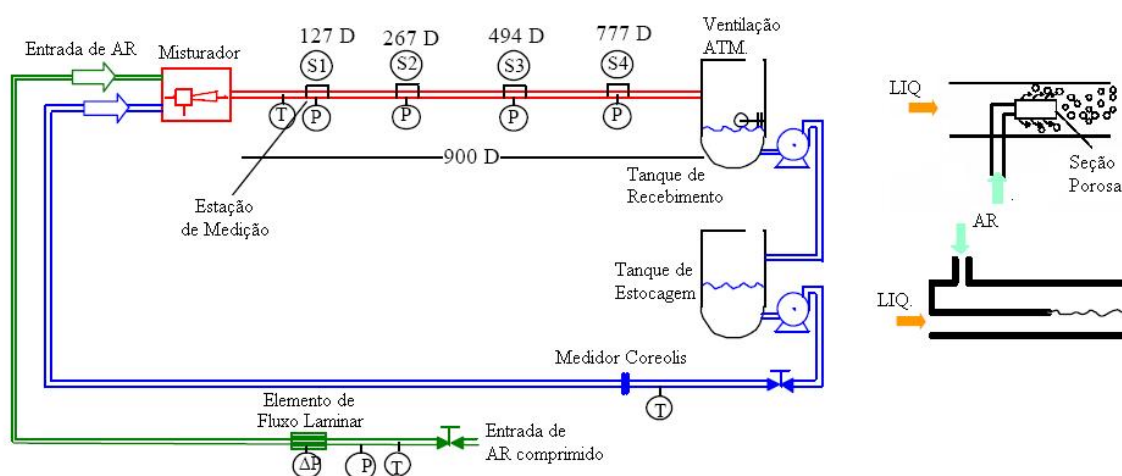 Entrada de AR
Misturador
127 D
267 D
494 D
777 D
Ventilação
ATM.
S1
S2
S3
S4
T
P
P
P
P
900 D
Estação
de Medição
Tanque de
Recebimento
Tanque de
Estocagem
Medidor Coreolis
T
Elemento de
Fluxo Laminar
ΔP
P
T
Entrada de
AR comprimido
LIQ
Seção
Porosa
AR
LIQ.